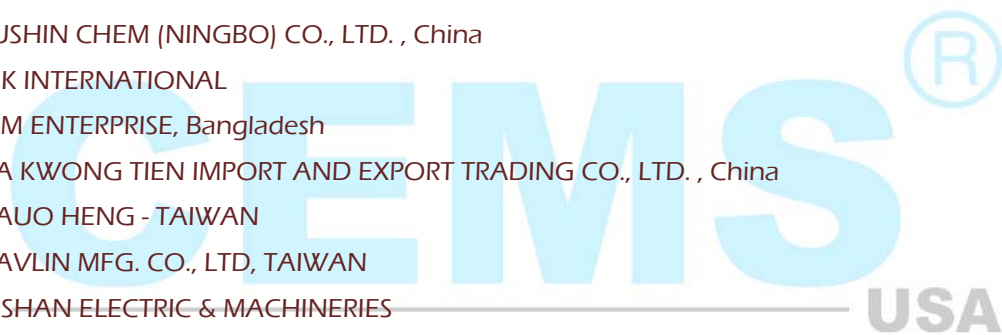 USHIN CHEM (NINGBO) CO., LTD. , China
K INTERNATIONAL
M ENTERPRISE, Bangladesh
A KWONG TIEN IMPORT AND EXPORT TRADING CO., LTD. , China
AUO HENG - TAIWAN
AVLIN MFG. CO., LTD, TAIWAN
SHAN ELECTRIC & MACHINERIES
CEMS ®
USA